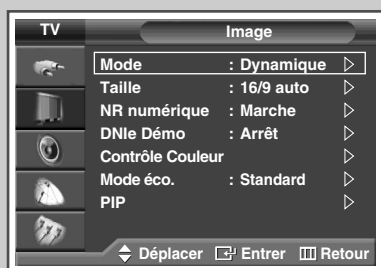 TV Image
Mode : Dynamique
Taille : 16/9 auto
NR numérique : Marche
DNIe Démo : Arrêt
Contrôle Couleur
Mode éco. : Standard
PIP
Déplacer Entrer Retour